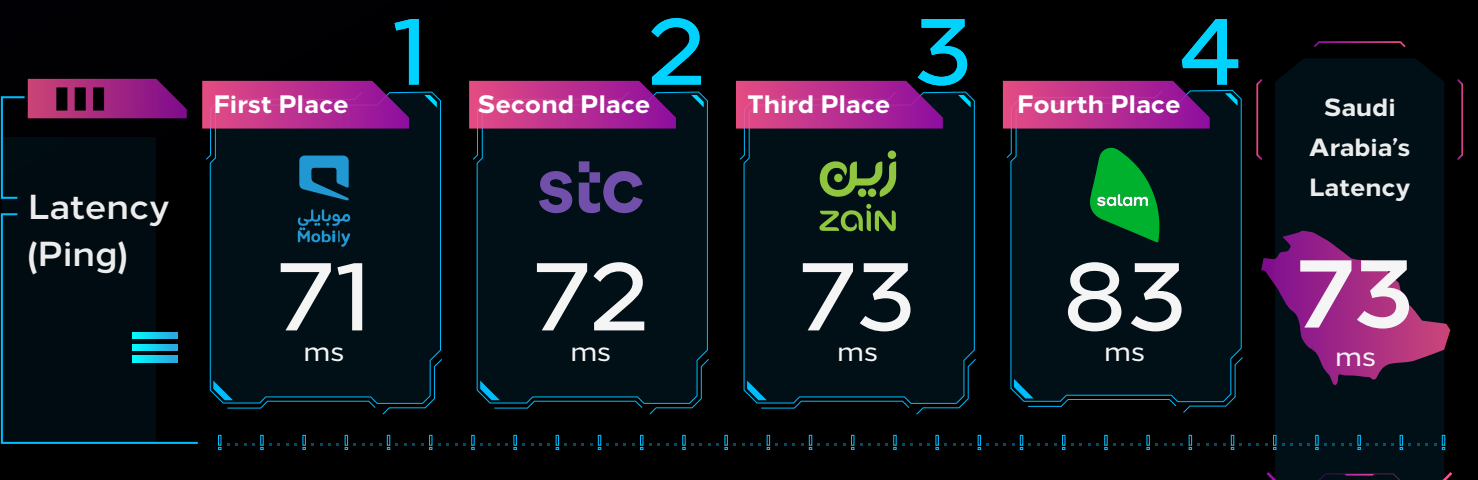 Latency
(Ping)
1
First Place
موبايلي
Mobily
71
ms
2
Second Place
stc
72
ms
3
Third Place
زين
zain
73
ms
4
Fourth Place
salam
83
ms
Saudi
Arabia's
Latency
73
ms